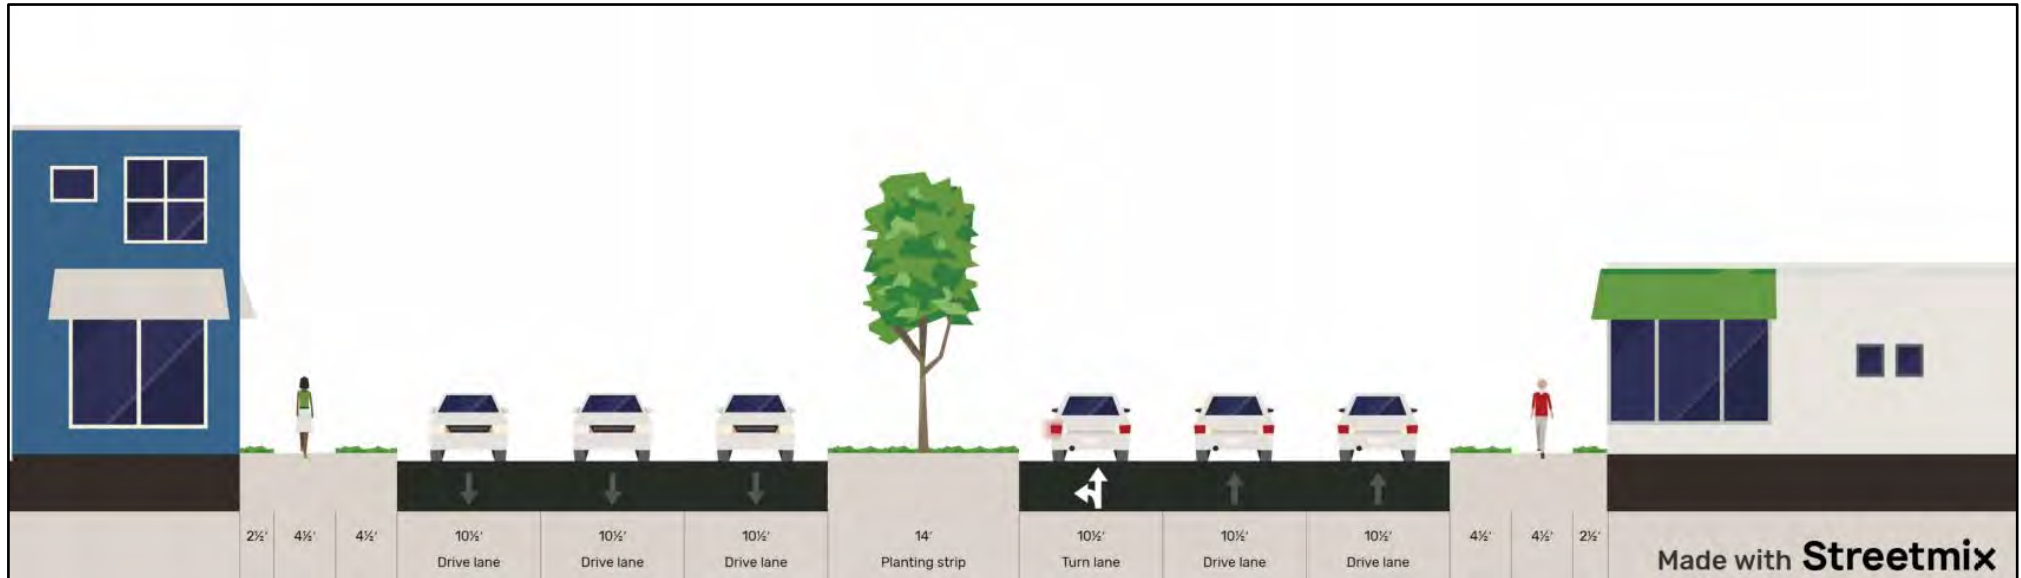 2½' 4½' 4½' 10½' 10½' 10½' 14' 10½' 10½' 10½' 4½' 4½' 2½'
Drive lane Drive lane Drive lane Planting strip Turn lane Drive lane Drive lane
Made with Streetmix